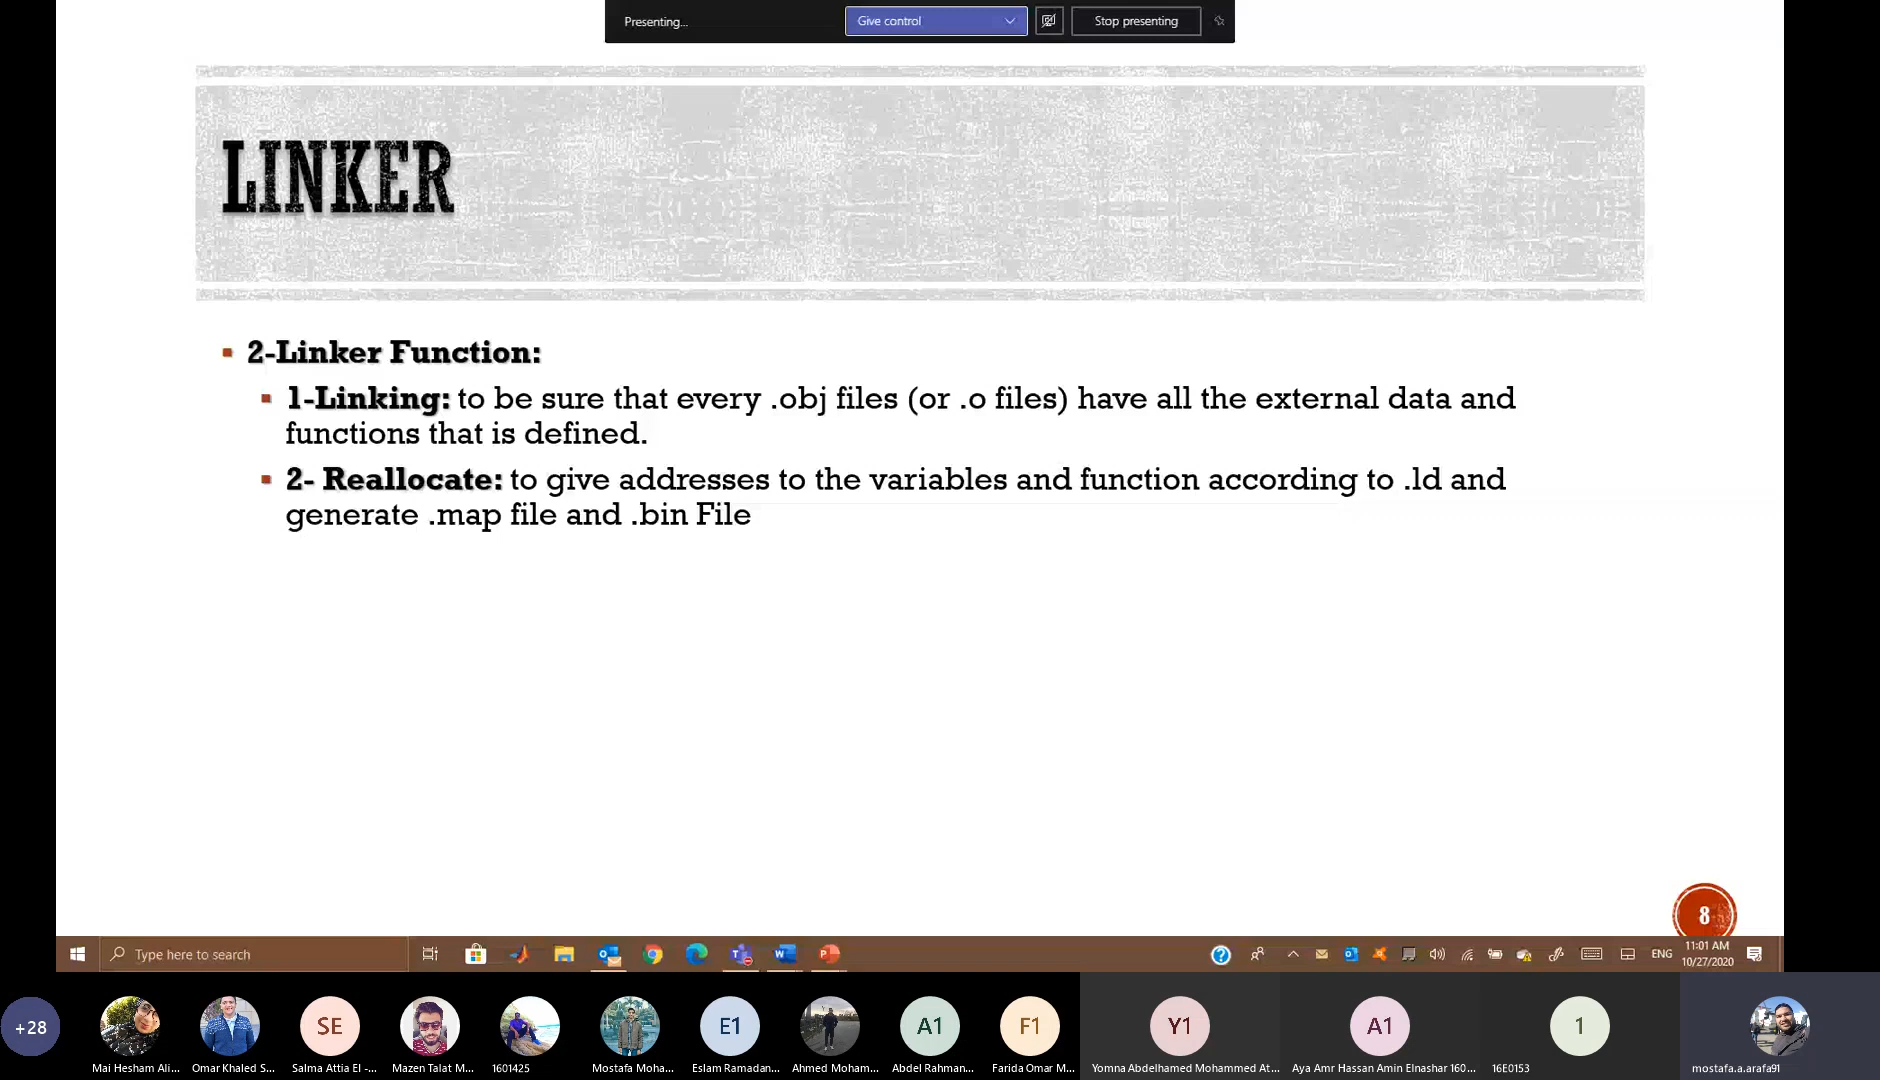 Presenting...
Give control
Stop presenting
LINKER
2-Linker Function:
1-Linking: to be sure that every .obj files (or .o files) have all the external data and
functions that is defined.
2- Reallocate: to give addresses to the variables and function according to .ld and
generate .map file and .bin File
8
Type here to search
ENG
11:01 AM
10/27/2020
+28
SE
E1
A1
F1
Y1
A1
1
Mai Hesham Ali...
Omar Khaled S...
Salma Attia El -...
Mazen Talat M...
1601425
Mostafa Moha...
Eslam Ramadan...
Ahmed Moham...
Abdel Rahman...
Farida Omar M...
Yomna Abdelhamed Mohammed At...
Aya Amr Hassan Amin Elnashar 160...
16E0153
mostafa.a.arafa91